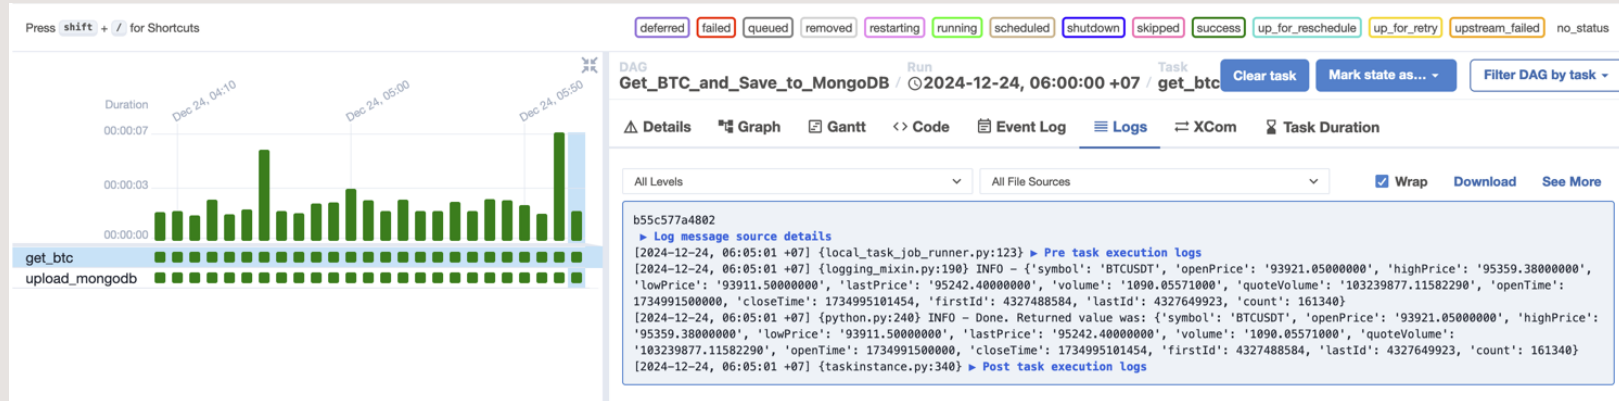 Press shift + / for Shortcuts
deferred failed queued removed restarting running scheduled shutdown skipped success up_for_reschedule up_for_retry upstream_failed no_status
DAG Run Task
Get_BTC_and_Save_to_MongoDB / 2024-12-24, 06:00:00 +07 / get_btc
Clear task Mark state as... Filter DAG by task
Details Graph Gantt <> Code Event Log Logs XCom Task Duration
Duration
Dec 24, 04:10
Dec 24, 05:00
Dec 24, 05:50
00:00:07
00:00:03
00:00:00
get_btc
upload_mongodb
All Levels All File Sources Wrap Download See More
b55c577a4802
▶ Log message source details
[2024-12-24, 06:05:01 +07] {local_task_job_runner.py:123} ▶ Pre task execution logs
[2024-12-24, 06:05:01 +07] {logging_mixin.py:190} INFO - {'symbol': 'BTCUSDT', 'openPrice': '93921.05000000', 'highPrice': '95359.38000000',
'lowPrice': '93911.50000000', 'lastPrice': '95242.40000000', 'volume': '1090.05571000', 'quoteVolume': '103239877.11582290', 'openTime':
1734991500000, 'closeTime': 1734995101454, 'firstId': 4327488584, 'lastId': 4327649923, 'count': 161340}
[2024-12-24, 06:05:01 +07] {python.py:240} INFO - Done. Returned value was: {'symbol': 'BTCUSDT', 'openPrice': '93921.05000000', 'highPrice':
'95359.38000000', 'lowPrice': '93911.50000000', 'lastPrice': '95242.40000000', 'volume': '1090.05571000', 'quoteVolume':
'103239877.11582290', 'openTime': 1734991500000, 'closeTime': 1734995101454, 'firstId': 4327488584, 'lastId': 4327649923, 'count': 161340}
[2024-12-24, 06:05:01 +07] {taskinstance.py:340} ▶ Post task execution logs